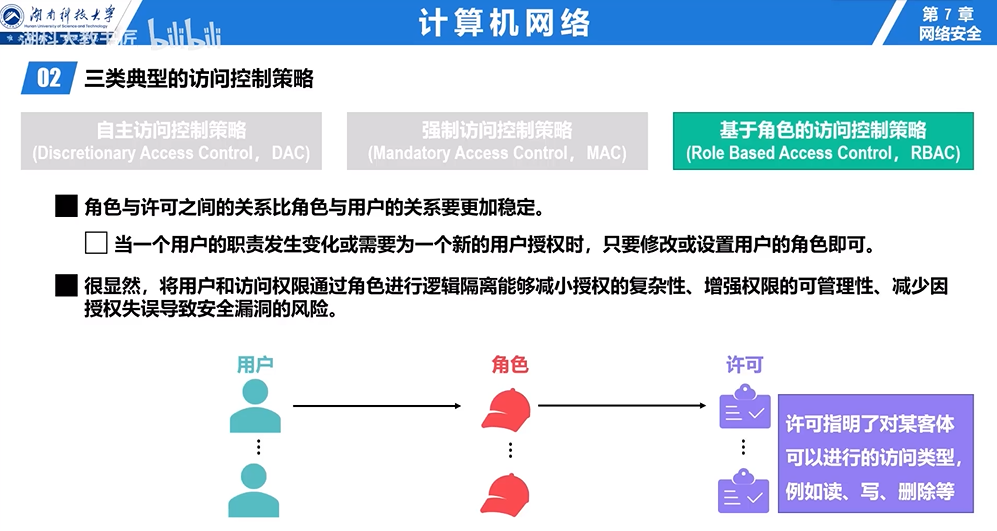 湖南科技大学
Hunan University of Science and Technology
湖科大教书匠 bilibili
计算机网络
第 7 章
网络安全
02 三类典型的访问控制策略
自主访问控制策略
(Discretionary Access Control，DAC)
强制访问控制策略
(Mandatory Access Control，MAC)
基于角色的访问控制策略
(Role Based Access Control，RBAC)
角色与许可之间的关系比角色与用户的关系要更加稳定。
当一个用户的职责发生变化或需要为一个新的用户授权时，只要修改或设置用户的角色即可。
很显然，将用户和访问权限通过角色进行逻辑隔离能够减小授权的复杂性、增强权限的可管理性、减少因
授权失误导致安全漏洞的风险。
用户
角色
许可
许可指明了对某客体
可以进行的访问类型，
例如读、写、删除等